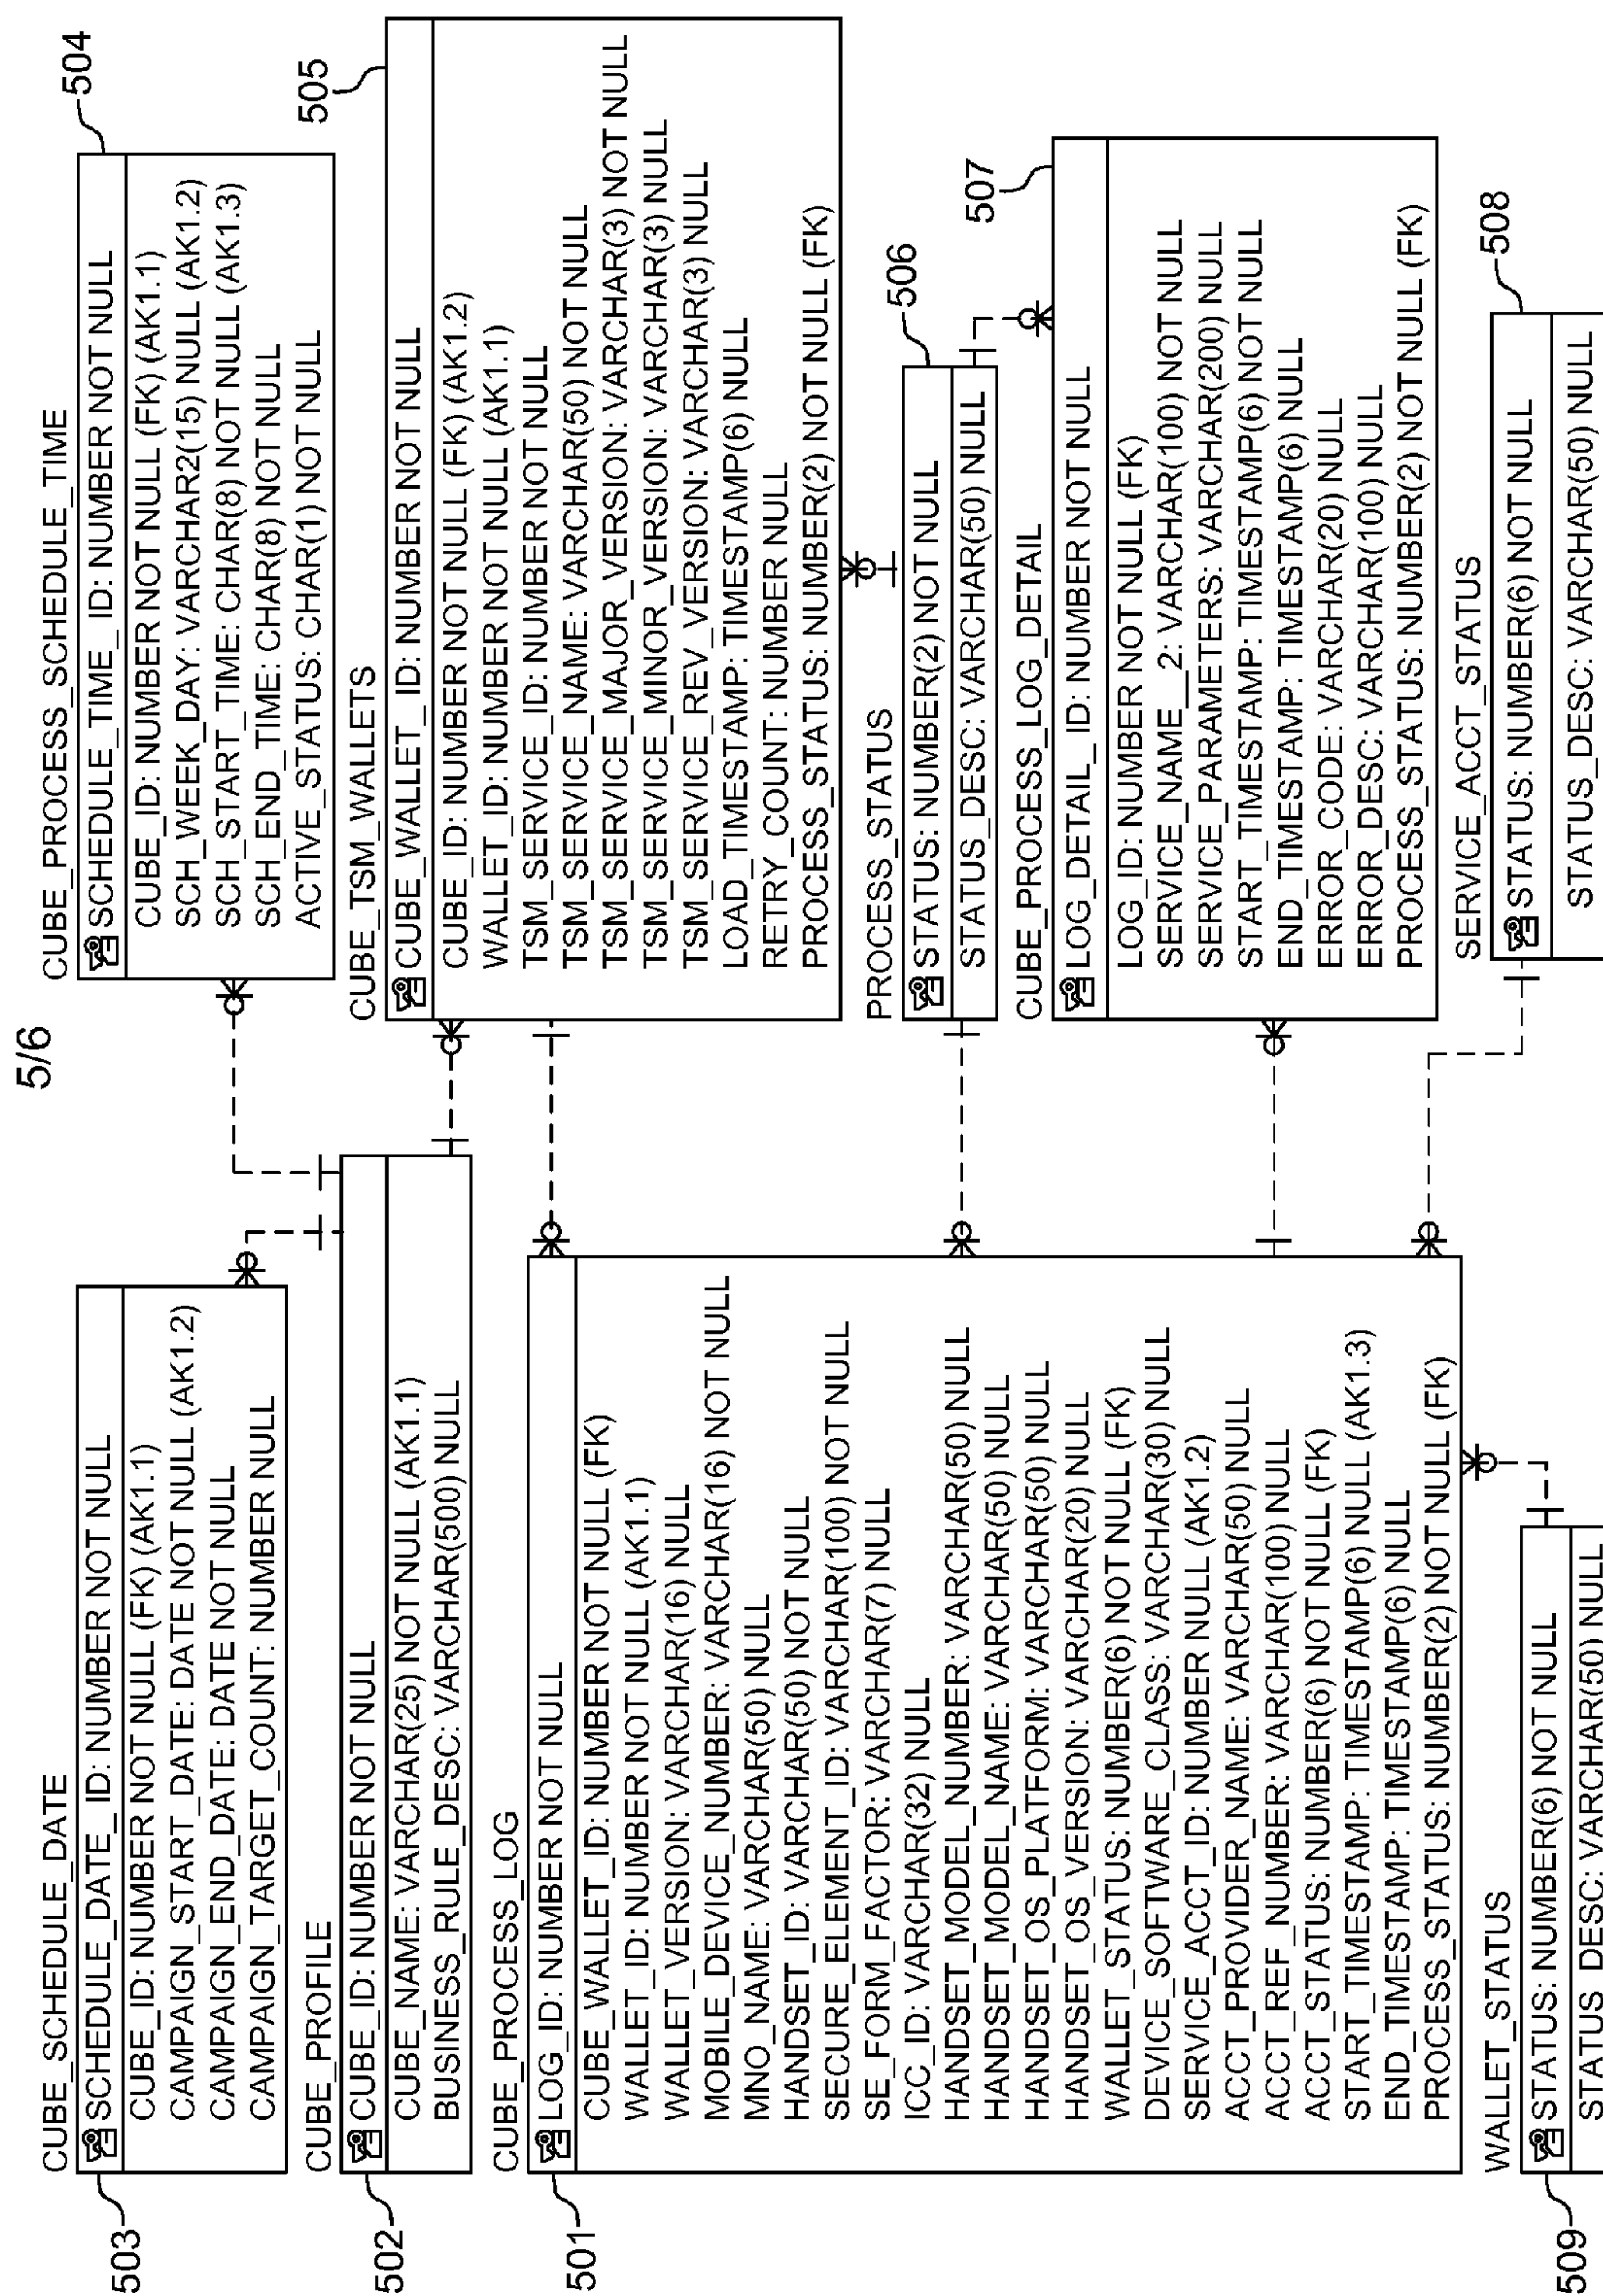 5/6
CUBE_SCHEDULE_DATE
503
SCHEDULE_DATE_ID: NUMBER NOT NULL
CUBE_ID: NUMBER NOT NULL (FK) (AK1.1)
CAMPAIGN_START_DATE: DATE NOT NULL (AK1.2)
CAMPAIGN_END_DATE: DATE NOT NULL
CAMPAIGN_TARGET_COUNT: NUMBER NULL
CUBE_PROFILE
502
CUBE_ID: NUMBER NOT NULL
CUBE_NAME: VARCHAR(25) NOT NULL (AK1.1)
BUSINESS_RULE_DESC: VARCHAR(500) NULL
CUBE_PROCESS_LOG
501
LOG_ID: NUMBER NOT NULL
CUBE_WALLET_ID: NUMBER NOT NULL (FK)
WALLET_ID: NUMBER NOT NULL (AK1.1)
WALLET_VERSION: VARCHAR(16) NULL
MOBILE_DEVICE_NUMBER: VARCHAR(16) NOT NULL
MNO_NAME: VARCHAR(50) NULL
HANDSET_ID: VARCHAR(50) NOT NULL
SECURE_ELEMENT_ID: VARCHAR(100) NOT NULL
SE_FORM_FACTOR: VARCHAR(7) NULL
ICC_ID: VARCHAR(32) NULL
HANDSET_MODEL_NUMBER: VARCHAR(50) NULL
HANDSET_MODEL_NAME: VARCHAR(50) NULL
HANDSET_OS_PLATFORM: VARCHAR(50) NULL
HANDSET_OS_VERSION: VARCHAR(20) NULL
WALLET_STATUS: NUMBER(6) NOT NULL (FK)
DEVICE_SOFTWARE_CLASS: VARCHAR(30) NULL
SERVICE_ACCT_ID: NUMBER NULL (AK1.2)
ACCT_PROVIDER_NAME: VARCHAR(50) NULL
ACCT_REF_NUMBER: VARCHAR(100) NULL
ACCT_STATUS: NUMBER(6) NOT NULL (FK)
START_TIMESTAMP: TIMESTAMP(6) NULL (AK1.3)
END_TIMESTAMP: TIMESTAMP(6) NULL
PROCESS_STATUS: NUMBER(2) NOT NULL (FK)
WALLET_STATUS
509
STATUS: NUMBER(6) NOT NULL
STATUS_DESC: VARCHAR(50) NULL
CUBE_PROCESS_SCHEDULE_TIME
504
SCHEDULE_TIME_ID: NUMBER NOT NULL
CUBE_ID: NUMBER NOT NULL (FK) (AK1.1)
SCH_WEEK_DAY: VARCHAR2(15) NULL (AK1.2)
SCH_START_TIME: CHAR(8) NOT NULL (AK1.3)
SCH_END_TIME: CHAR(8) NOT NULL
ACTIVE_STATUS: CHAR(1) NOT NULL
CUBE_TSM_WALLETS
505
CUBE_WALLET_ID: NUMBER NOT NULL
CUBE_ID: NUMBER NOT NULL (FK) (AK1.2)
WALLET_ID: NUMBER NOT NULL (AK1.1)
TSM_SERVICE_ID: NUMBER NOT NULL
TSM_SERVICE_NAME: VARCHAR(50) NOT NULL
TSM_SERVICE_MAJOR_VERSION: VARCHAR(3) NOT NULL
TSM_SERVICE_MINOR_VERSION: VARCHAR(3) NULL
TSM_SERVICE_REV_VERSION: VARCHAR(3) NULL
LOAD_TIMESTAMP: TIMESTAMP(6) NULL
RETRY_COUNT: NUMBER NULL
PROCESS_STATUS: NUMBER(2) NOT NULL (FK)
PROCESS_STATUS
506
STATUS: NUMBER(2) NOT NULL
STATUS_DESC: VARCHAR(50) NULL
CUBE_PROCESS_LOG_DETAIL
507
LOG_DETAIL_ID: NUMBER NOT NULL
LOG_ID: NUMBER NOT NULL (FK)
SERVICE_NAME__2: VARCHAR(100) NOT NULL
SERVICE_PARAMETERS: VARCHAR(200) NULL
START_TIMESTAMP: TIMESTAMP(6) NOT NULL
END_TIMESTAMP: TIMESTAMP(6) NULL
ERROR_CODE: VARCHAR(20) NULL
ERROR_DESC: VARCHAR(100) NULL
PROCESS_STATUS: NUMBER(2) NOT NULL (FK)
SERVICE_ACCT_STATUS
508
STATUS: NUMBER(6) NOT NULL
STATUS_DESC: VARCHAR(50) NULL